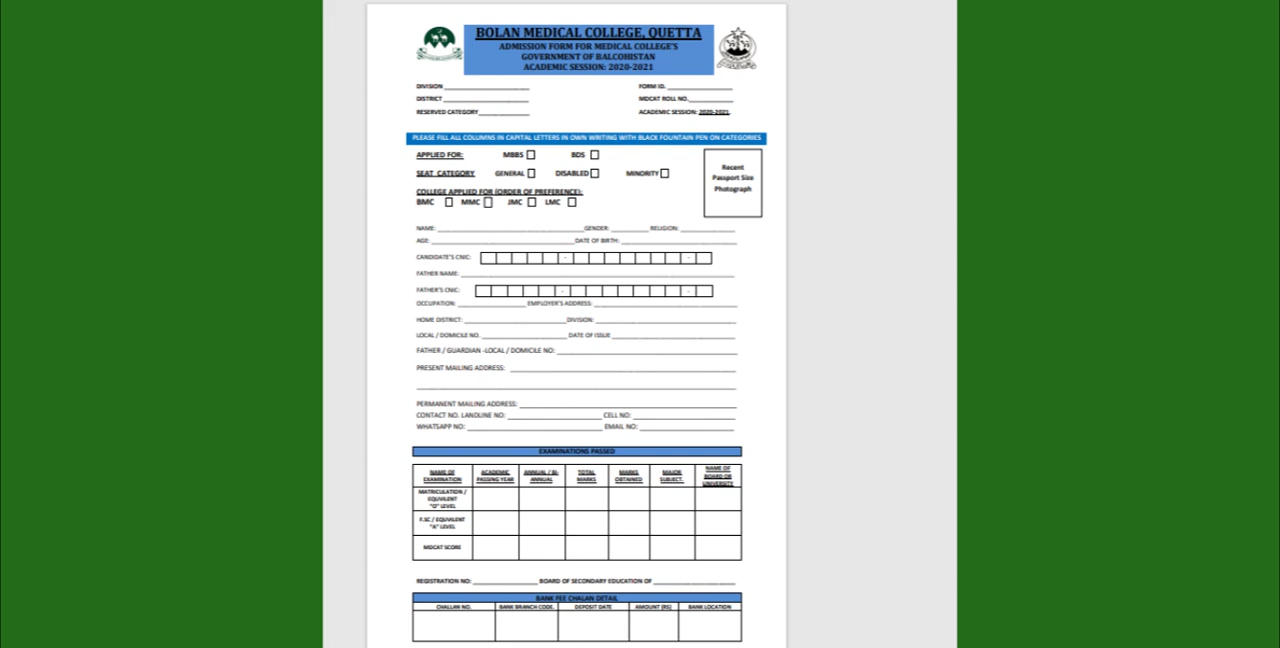 BOLAN MEDICAL COLLEGE, QUETTA
ADMISSION FORM FOR MEDICAL COLLEGE'S
GOVERNMENT OF BALCOHISTAN
ACADEMIC SESSION: 2020-2021
DIVISION FORM ID.
DISTRICT MDCAT ROLL NO.
RESERVED CATEGORY ACADEMIC SESSION: 2020-2021.
PLEASE FILL ALL COLUMNS IN CAPITAL LETTERS IN OWN WRITING WITH BLACK FOUNTAIN PEN ON CATEGORIES
APPLIED FOR: MBBS BDS
SEAT CATEGORY GENERAL DISABLED MINORITY
Recent
Passport Size
Photograph
COLLEGE APPLIED FOR (ORDER OF PREFERENCE):
BMC MMC JMC LMC
NAME: GENDER: RELIGION:
AGE: DATE OF BIRTH:
CANDIDATE'S CNIC: - -
FATHER NAME:
FATHER'S CNIC: - -
OCCUPATION: EMPLOYER'S ADDRESS:
HOME DISTRICT: DIVISION:
LOCAL / DOMICILE NO. DATE OF ISSUE
FATHER / GUARDIAN -LOCAL / DOMICILE NO:
PRESENT MAILING ADDRESS:
PERMANENT MAILING ADDRESS:
CONTACT NO. LANDLINE NO: CELL NO:
WHATSAPP NO: EMAIL NO:
EXAMINATIONS PASSED
NAME OF EXAMINATION ACADEMIC PASSING YEAR ANNUAL / BI-ANNUAL TOTAL MARKS MARKS OBTAINED MAJOR SUBJECT. NAME OF BOARD OR UNIVERSITY
MATRICULATION / EQUVILENT "O" LEVEL
F.SC / EQUVILENT "A" LEVEL
MDCAT SCORE
REGISTRATION NO: BOARD OF SECONDARY EDUCATION OF
BANK FEE CHALAN DETAIL
CHALLAN NO. BANK BRANCH CODE. DEPOSIT DATE AMOUNT (RS) BANK LOCATION